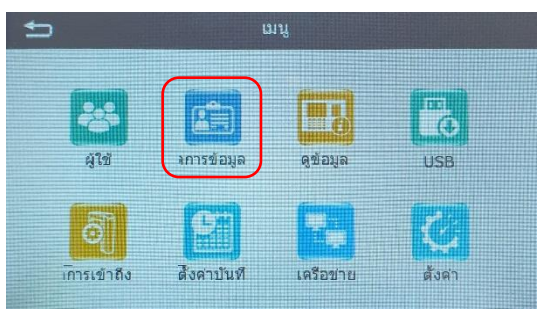 เมนู
ผู้ใช้
จการข้อมูล
ดูข้อมูล
USB
การเข้าถึง
ตั้งค่าบันที
เครือข่าย
ตั้งค่า